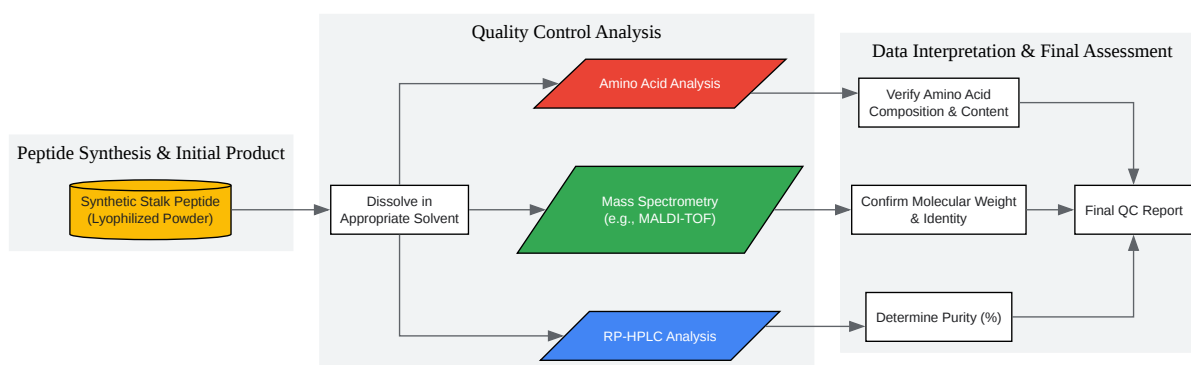 Peptide Synthesis & Initial Product
Synthetic Stalk Peptide
(Lyophilized Powder)
Quality Control Analysis
Dissolve in
Appropriate Solvent
Amino Acid Analysis
Mass Spectrometry
(e.g., MALDI-TOF)
RP-HPLC Analysis
Data Interpretation & Final Assessment
Verify Amino Acid
Composition & Content
Confirm Molecular Weight
& Identity
Determine Purity (%)
Final QC Report